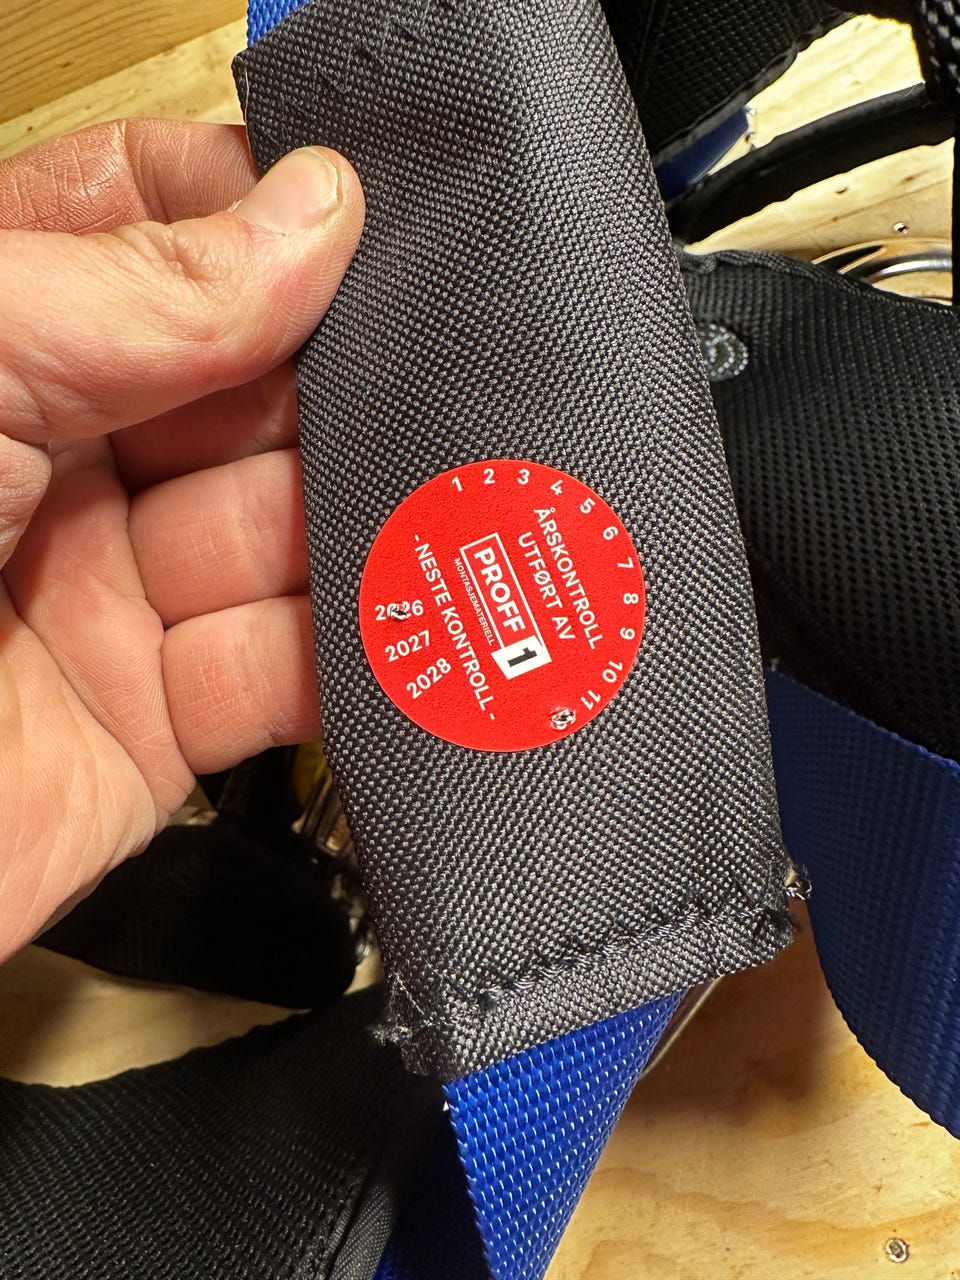 1 2 3 4 5 6 7 8 9 10 11
ÅRSKONTROLL
UTFØRT AV
PROFF 1
MONTASJEMATERIELL
- NESTE KONTROLL -
2026
2027
2028